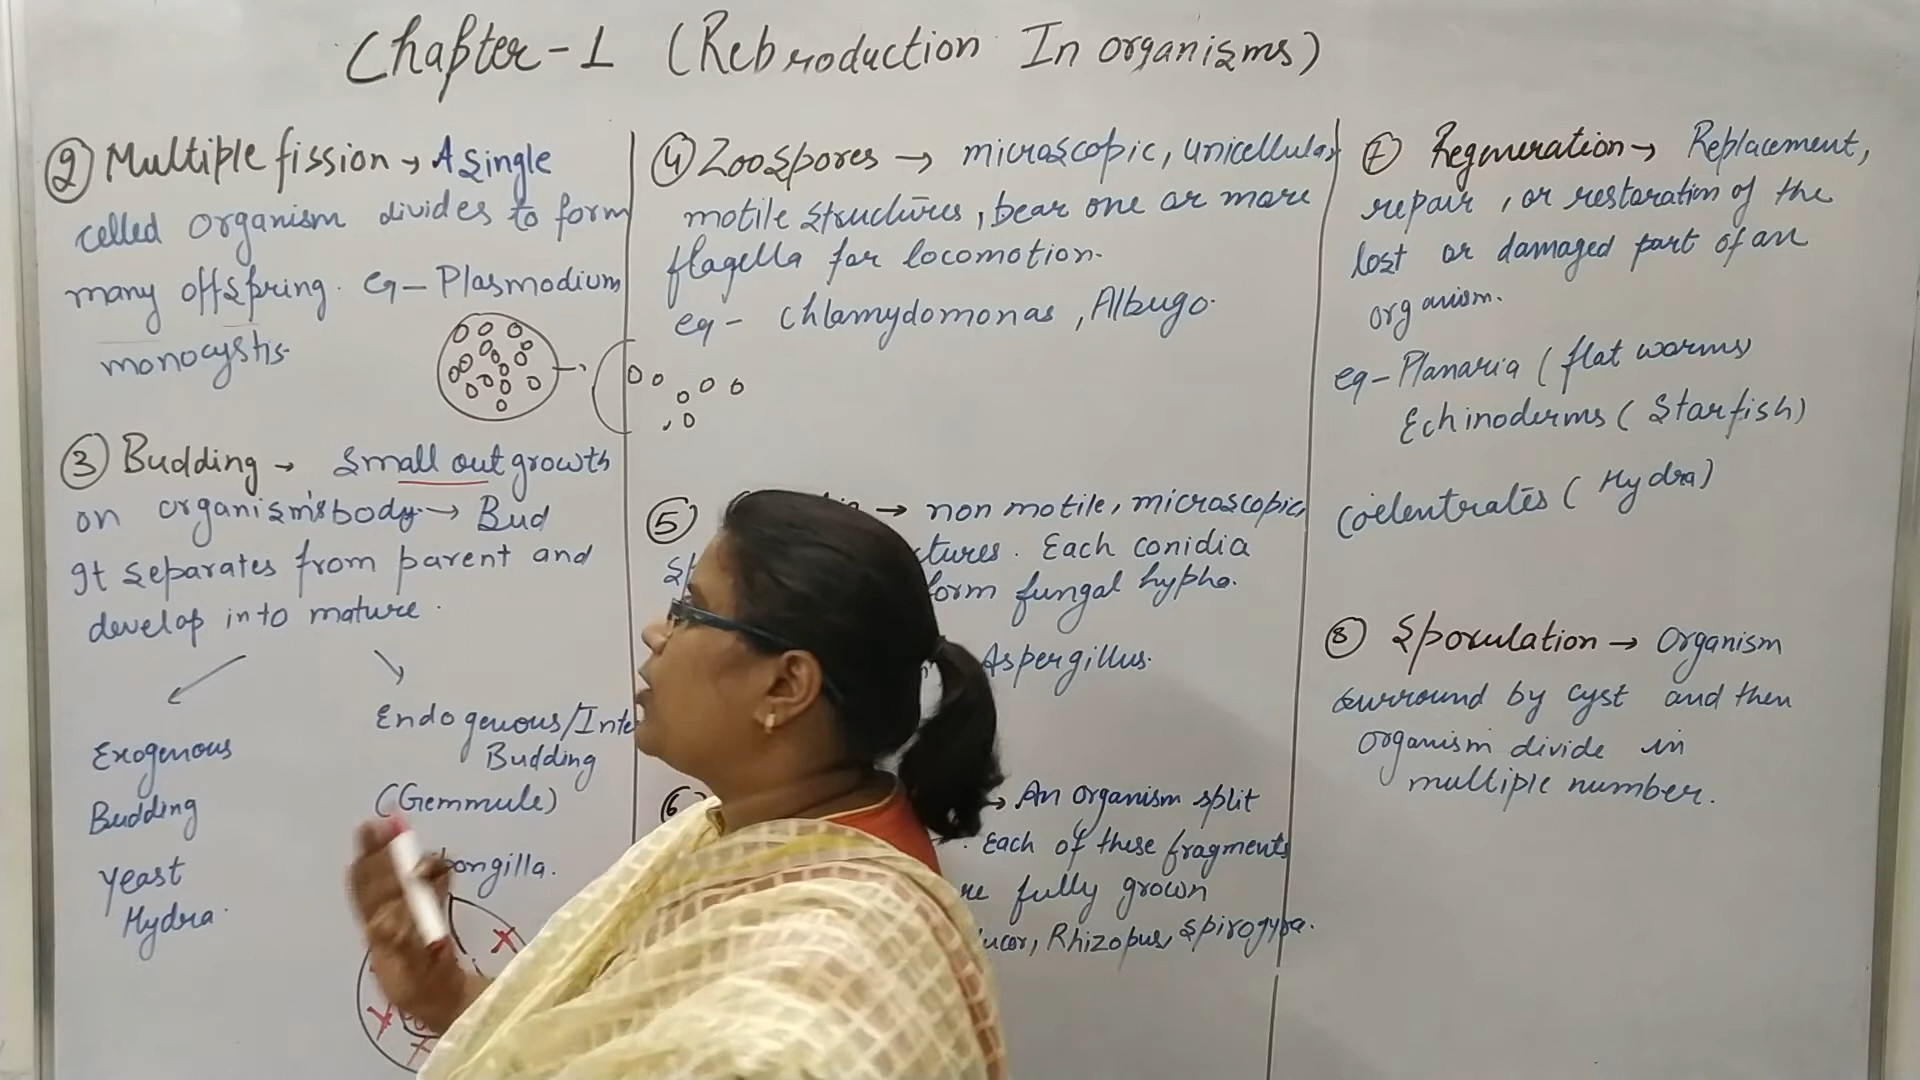 Chapter-1 (Reproduction In organisms)
② Multiple fission → A single
celled organism divides to form
many offspring. eg - Plasmodium
monocystis.
③ Budding → Small out growth
on organism's body → Bud
It separates from parent and
develop into mature.
Exogenous
Budding
Yeast
Hydra.
Endogenous/Inte
Budding
(Gemmule)
ongilla.
④ Zoospores → microscopic, unicellular
motile structures, bear one or more
flagella for locomotion.
eg - Chlamydomonas, Albugo.
⑤ → non motile, microscopic,
tures. Each conidia
form fungal hypha.
Aspergillus.
⑥ → An organism split
. Each of these fragments
fully grown
ucor, Rhizopus, Spirogyra.
⑦ Regeneration → Replacement,
repair, or restoration of the
lost or damaged part of an
organism.
eg - Planaria (flat worms
Echinoderms (Starfish)
Coelentrates (Hydra)
⑧ Sporulation → Organism
surround by cyst and then
organism divide in
multiple number.